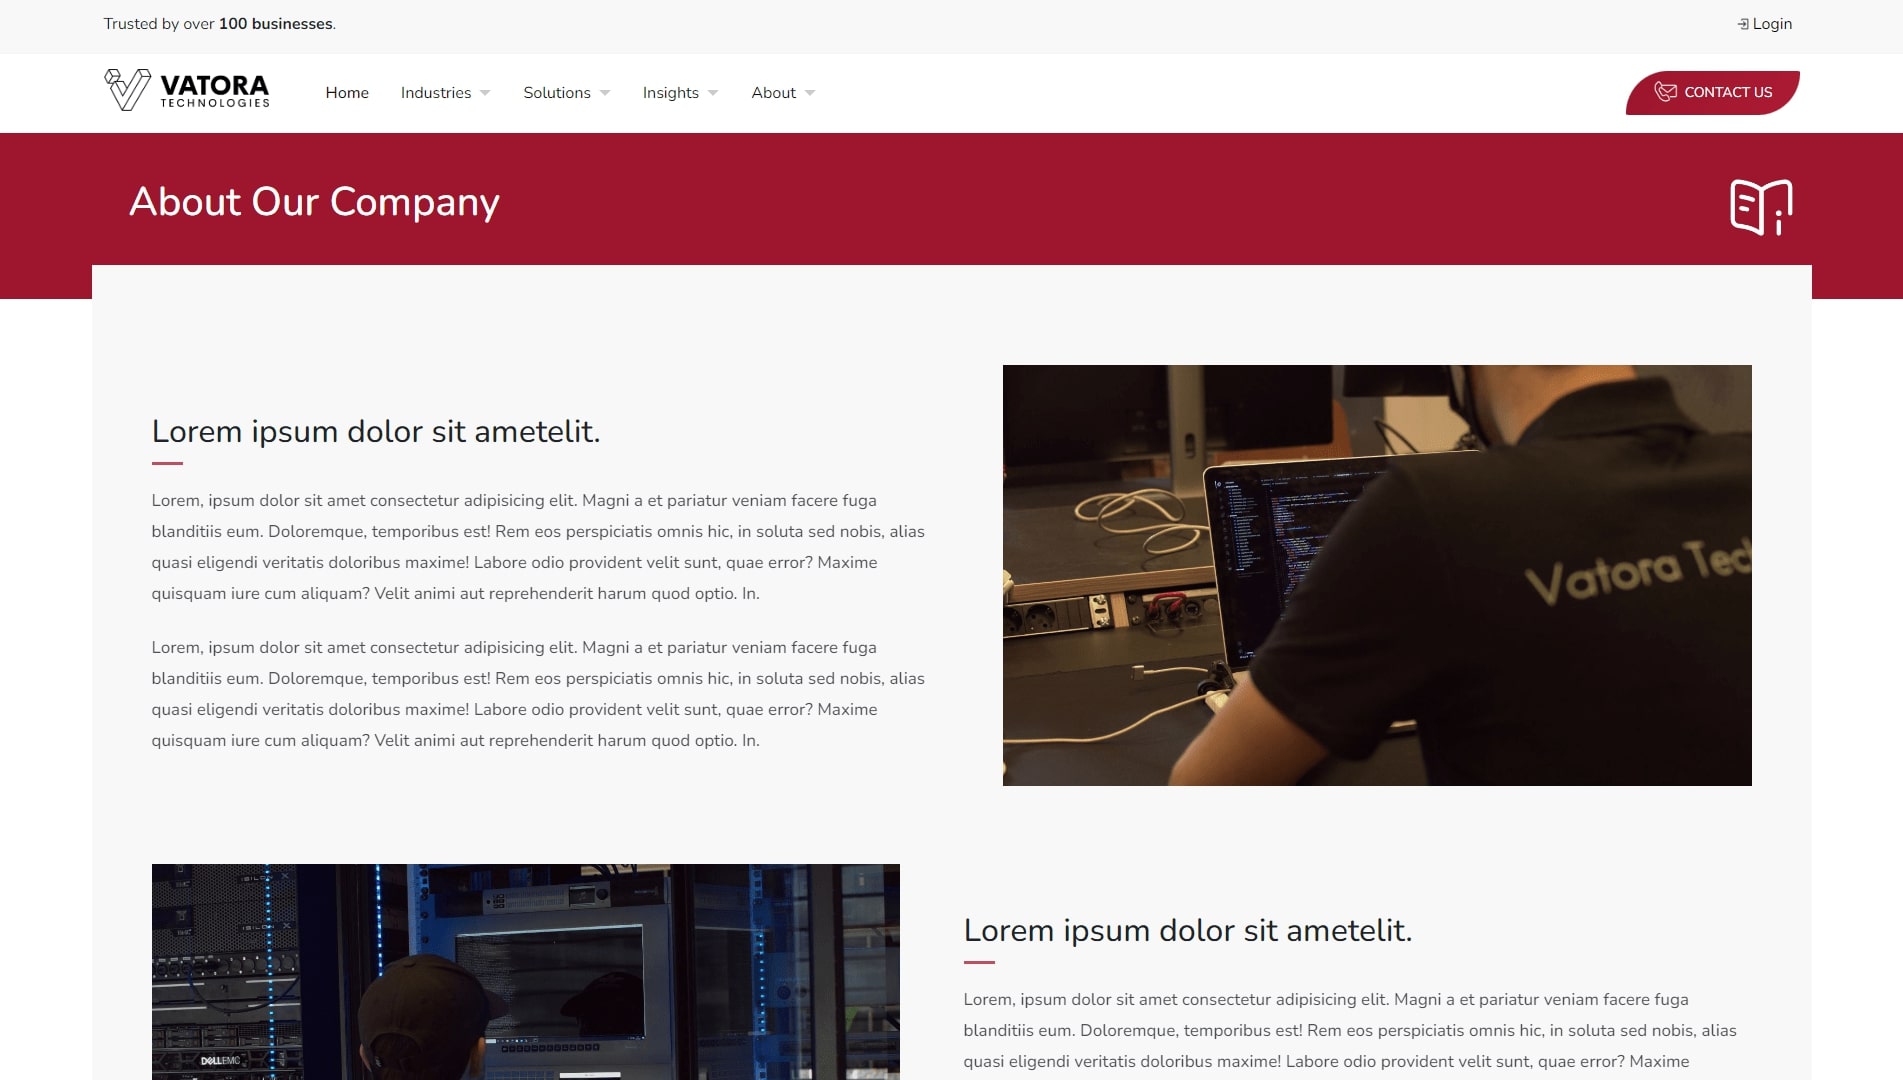 Trusted by over 100 businesses.
Login
VATORA
TECHNOLOGIES
Home
Industries
Solutions
Insights
About
CONTACT US
About Our Company
Lorem ipsum dolor sit ametelit.
Lorem, ipsum dolor sit amet consectetur adipisicing elit. Magni a et pariatur veniam facere fuga
blanditiis eum. Doloremque, temporibus est! Rem eos perspiciatis omnis hic, in soluta sed nobis, alias
quasi eligendi veritatis doloribus maxime! Labore odio provident velit sunt, quae error? Maxime
quisquam iure cum aliquam? Velit animi aut reprehenderit harum quod optio. In.
Lorem, ipsum dolor sit amet consectetur adipisicing elit. Magni a et pariatur veniam facere fuga
blanditiis eum. Doloremque, temporibus est! Rem eos perspiciatis omnis hic, in soluta sed nobis, alias
quasi eligendi veritatis doloribus maxime! Labore odio provident velit sunt, quae error? Maxime
quisquam iure cum aliquam? Velit animi aut reprehenderit harum quod optio. In.
Vatora Tec
DELLEMC
Lorem ipsum dolor sit ametelit.
Lorem, ipsum dolor sit amet consectetur adipisicing elit. Magni a et pariatur veniam facere fuga
blanditiis eum. Doloremque, temporibus est! Rem eos perspiciatis omnis hic, in soluta sed nobis, alias
quasi eligendi veritatis doloribus maxime! Labore odio provident velit sunt, quae error? Maxime